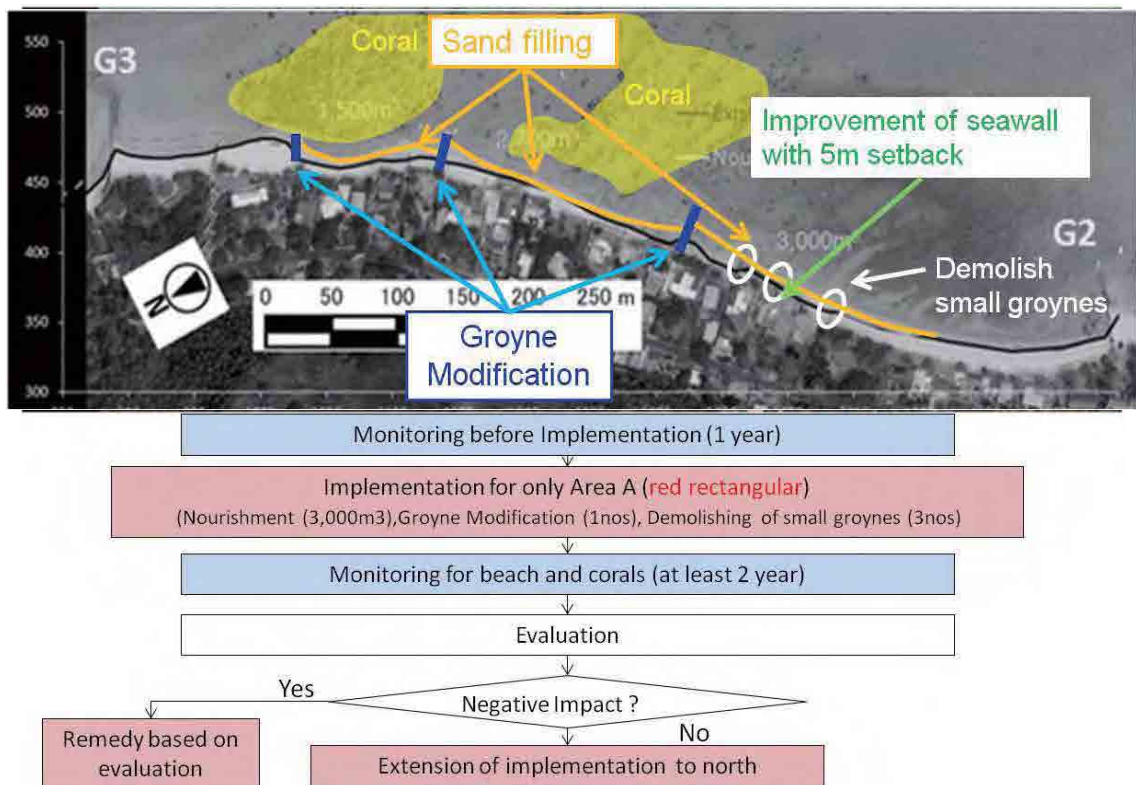 550
500
450
400
350
300
G3
Coral
Sand filling
Coral
1,500m
Improvement of seawall
with 5m setback
3,000m
G2
Demolish
small groynes
N
0 50 100 150 200 250 m
Groyne
Modification
Monitoring before Implementation (1 year)
Implementation for only Area A (red rectangular)
(Nourishment (3,000m3),Groyne Modification (1nos), Demolishing of small groynes (3nos)
Monitoring for beach and corals (at least 2 year)
Evaluation
Negative Impact ?
Yes
No
Remedy based on
evaluation
Extension of implementation to north